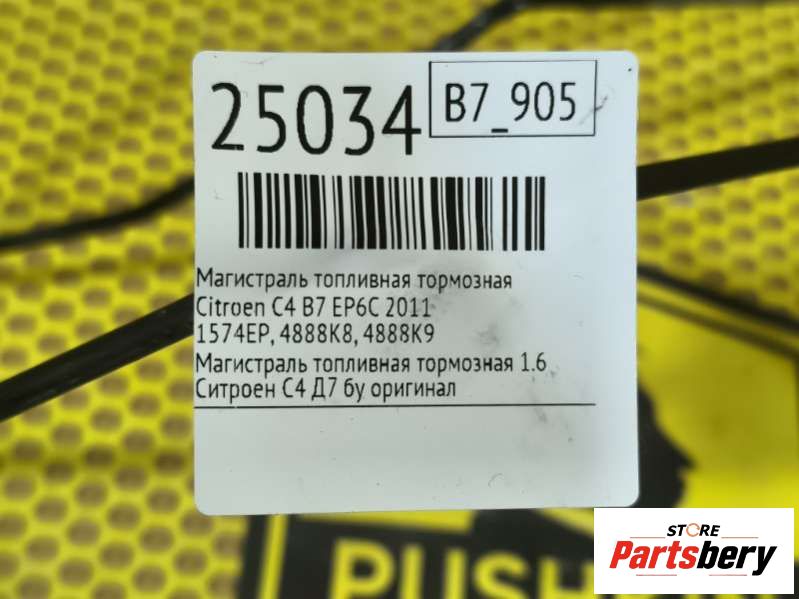 25034
B7_905
Магистраль топливная тормозная
Citroen C4 B7 EP6C 2011
1574EP, 4888K8, 4888K9
Магистраль топливная тормозная 1.6
Ситроен С4 Д7 бу оригинал
PUSH
STORE
Partsbery